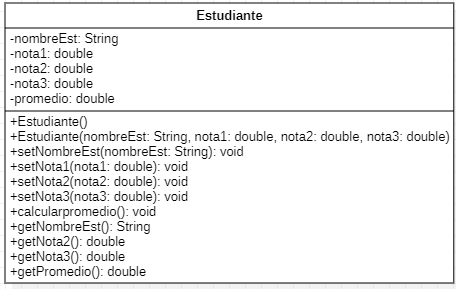 Estudiante
-nombreEst: String
-nota1: double
-nota2: double
-nota3: double
-promedio: double
+Estudiante()
+Estudiante(nombreEst: String, nota1: double, nota2: double, nota3: double)
+setNombreEst(nombreEst: String): void
+setNota1(nota1: double): void
+setNota2(nota2: double): void
+setNota3(nota3: double): void
+calcularpromedio(): void
+getNombreEst(): String
+getNota2(): double
+getNota3(): double
+getPromedio(): double